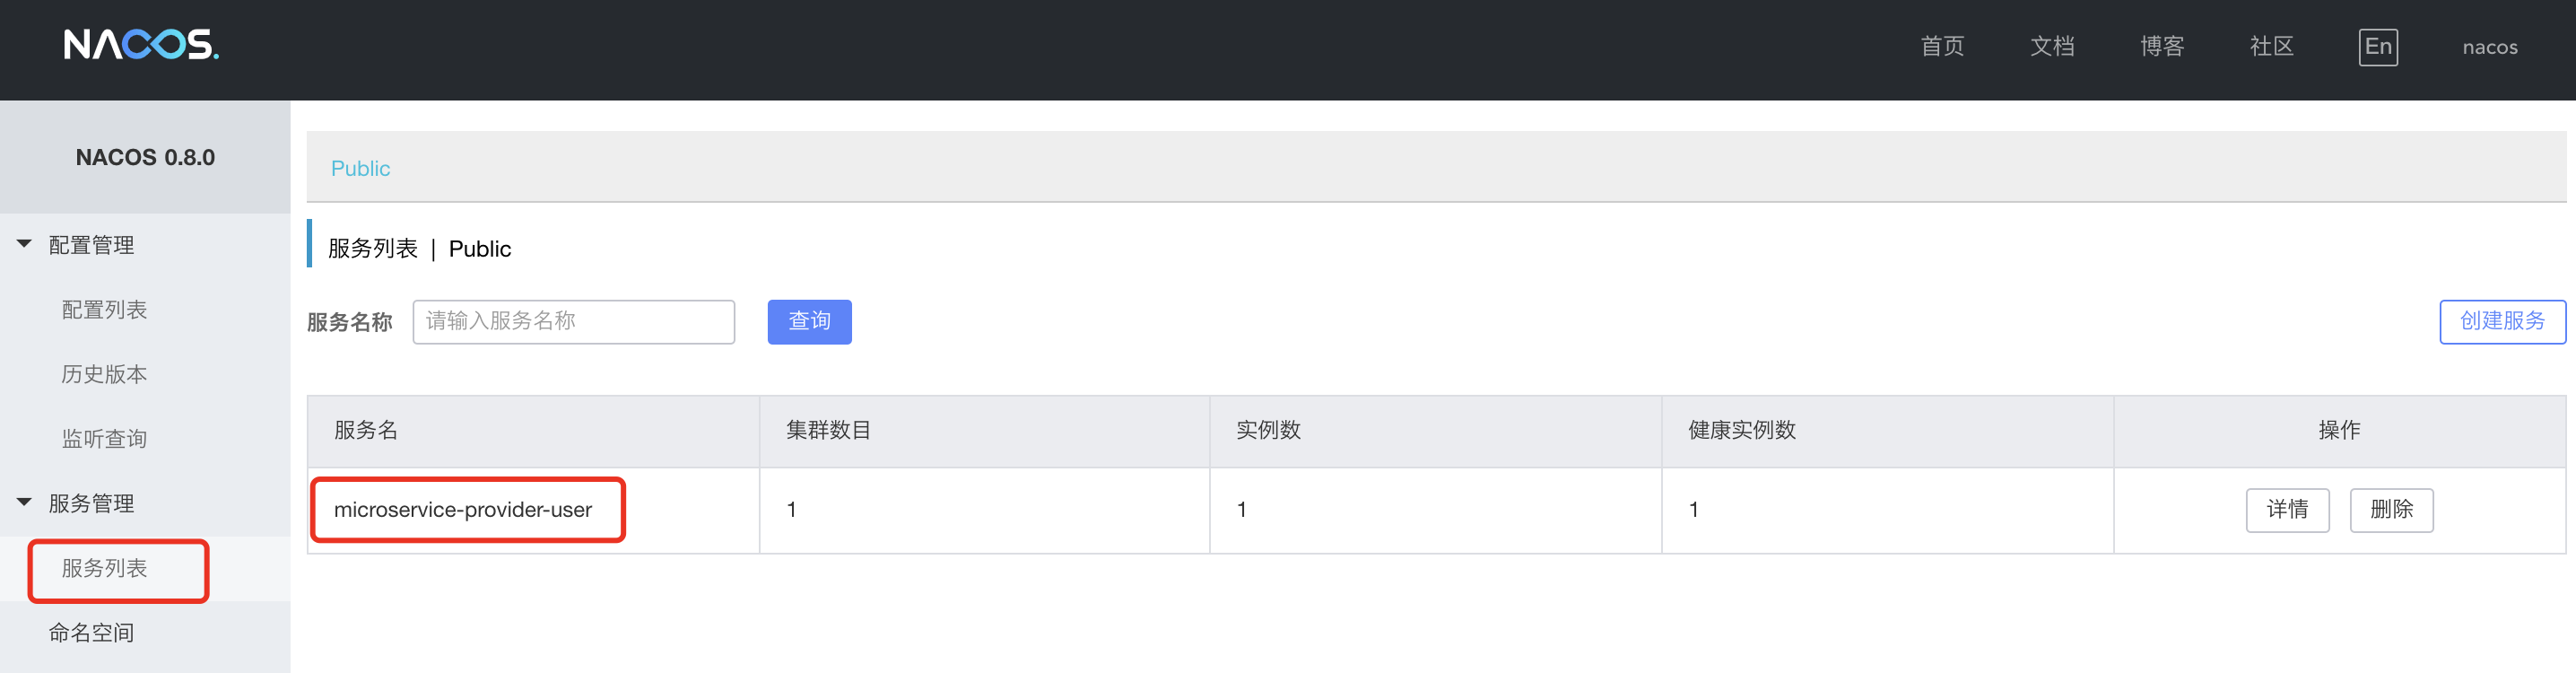 NACOS.
首页 文档 博客 社区 En nacos
NACOS 0.8.0
配置管理
配置列表
历史版本
监听查询
服务管理
服务列表
命名空间
Public
服务列表 | Public
服务名称 请输入服务名称 查询 创建服务
服务名 集群数目 实例数 健康实例数 操作
microservice-provider-user 1 1 1 详情 删除